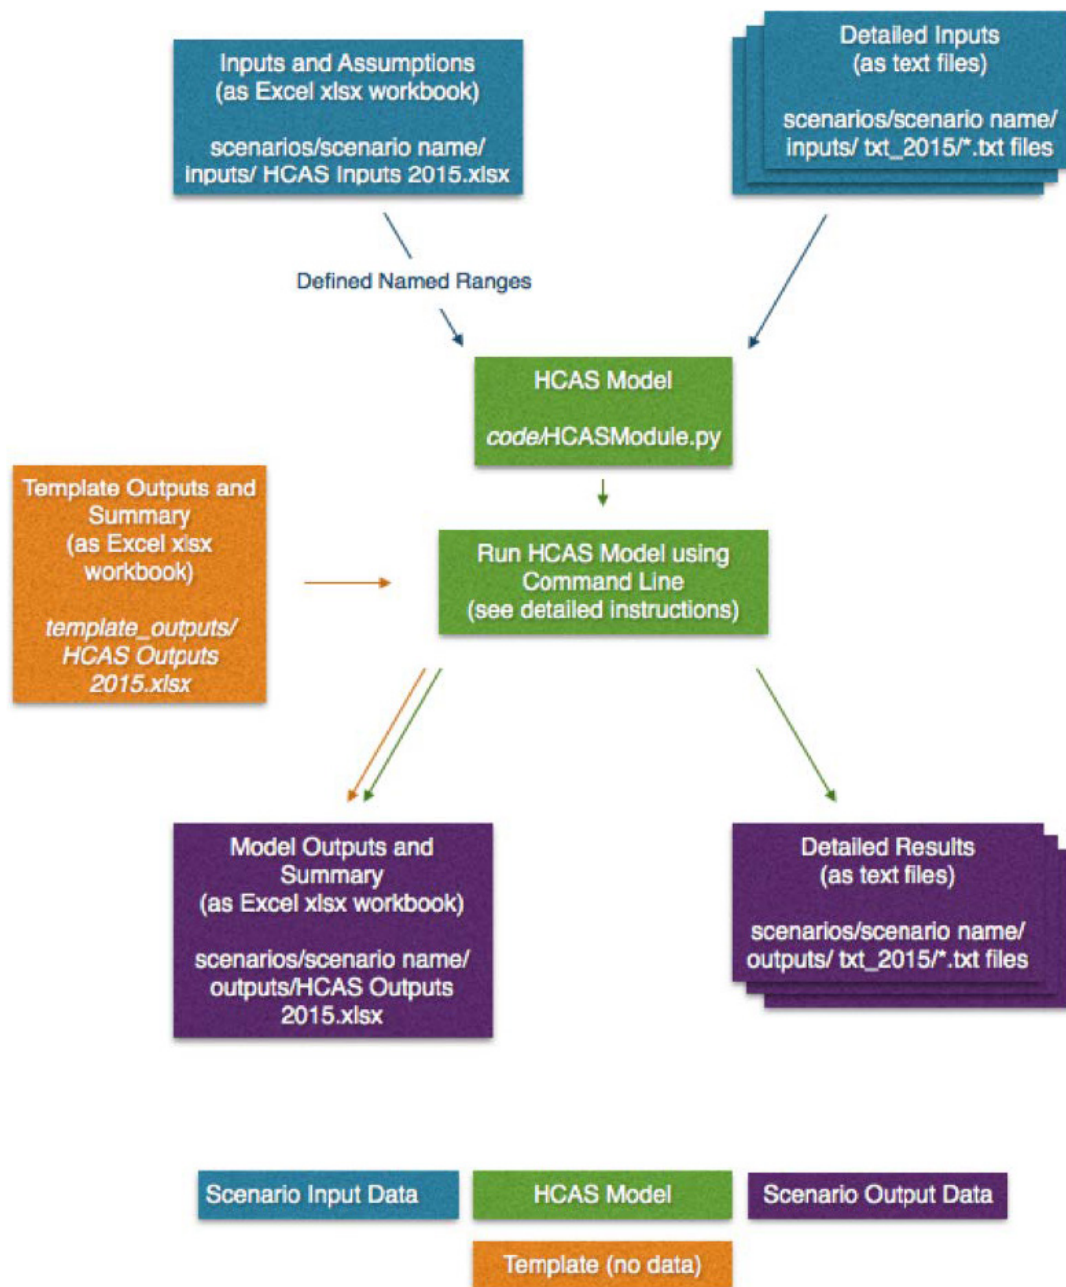 Inputs and Assumptions
(as Excel xlsx workbook)
scenarios/scenario name/
inputs/ HCAS Inputs 2015.xlsx
Detailed Inputs
(as text files)
scenarios/scenario name/
inputs/ txt_2015/*.txt files
Defined Named Ranges
HCAS Model
code/HCASModule.py
Template Outputs and
Summary
(as Excel xlsx
workbook)
template_outputs/
HCAS Outputs
2015.xlsx
Run HCAS Model using
Command Line
(see detailed instructions)
Model Outputs and
Summary
(as Excel xlsx workbook)
scenarios/scenario name/
outputs/HCAS Outputs
2015.xlsx
Detailed Results
(as text files)
scenarios/scenario name/
outputs/ txt_2015/*.txt files
Scenario Input Data
HCAS Model
Scenario Output Data
Template (no data)